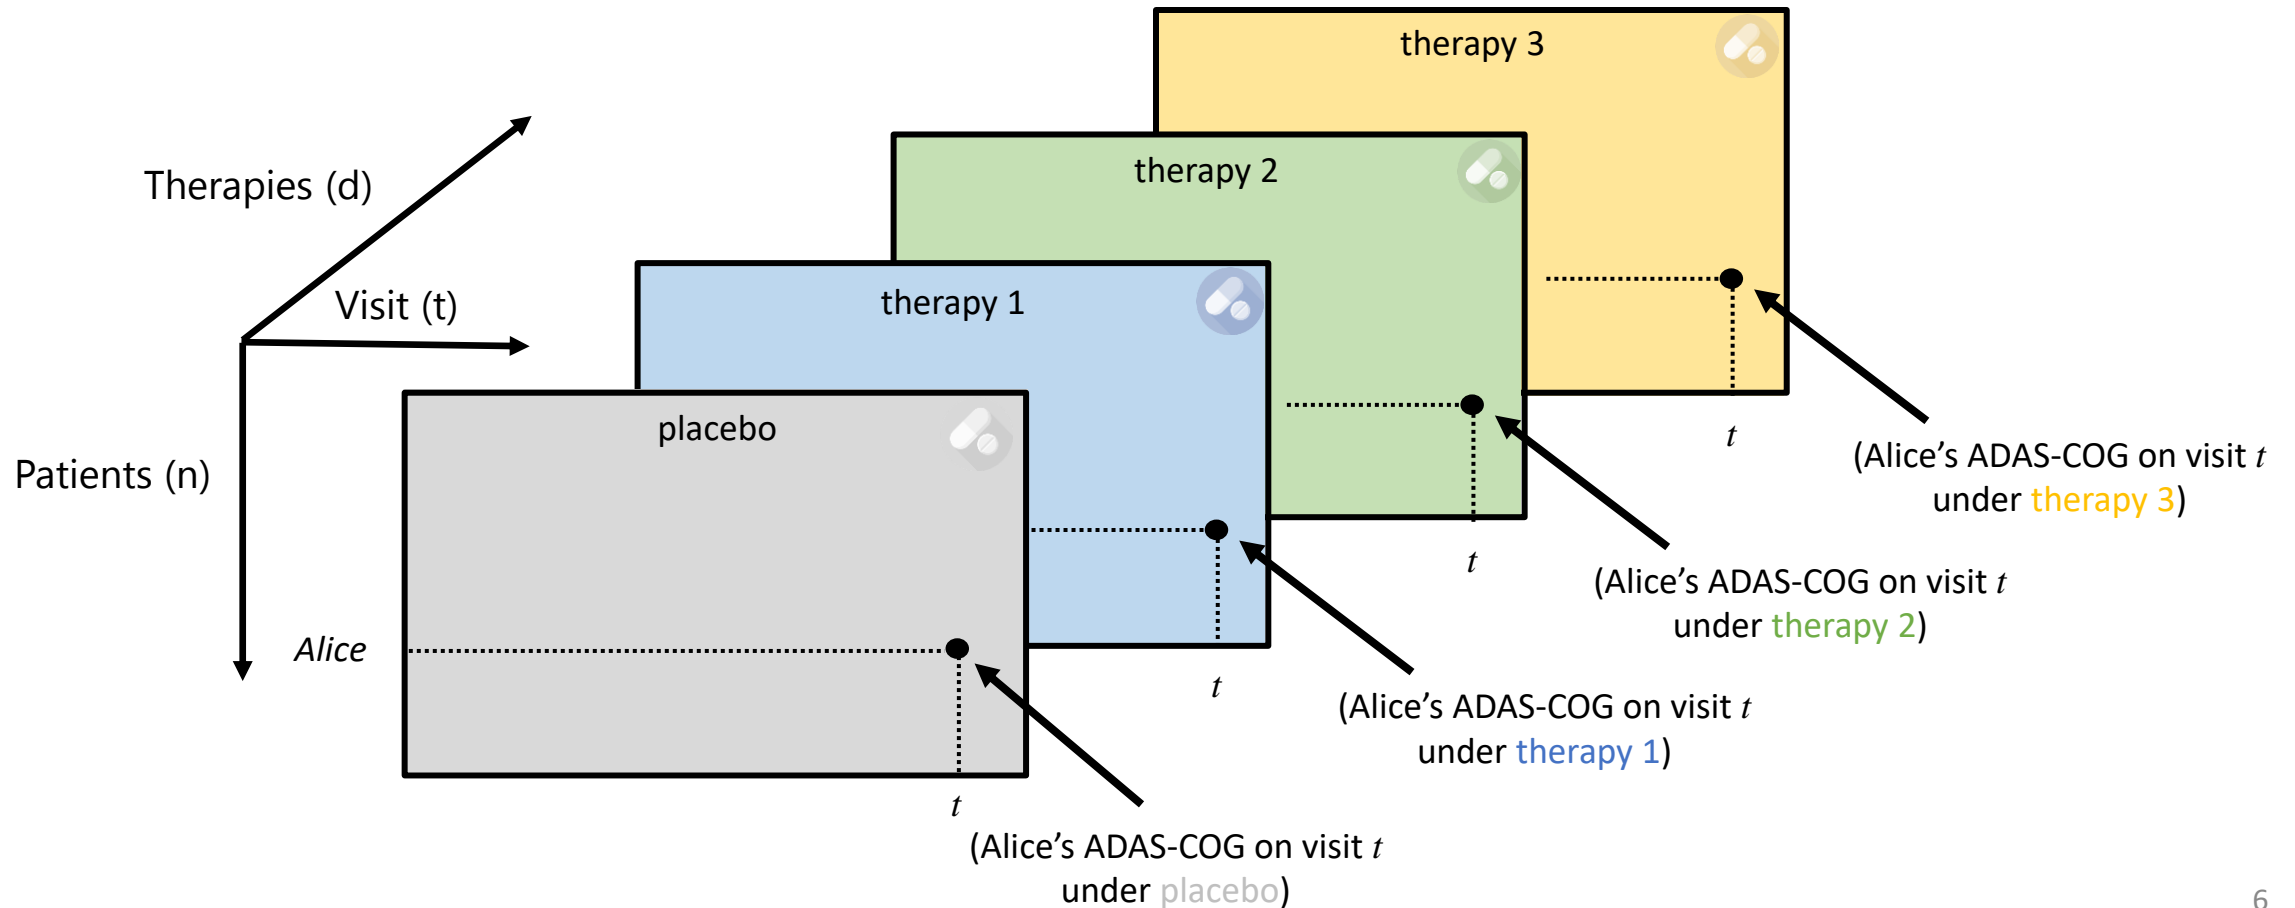 therapy 3
therapy 2
Therapies (d)
therapy 1
Visit (t)
placebo
Patients (n)
t
(Alice’s ADAS-COG on visit t
under therapy 3)
t
(Alice’s ADAS-COG on visit t
under therapy 2)
Alice
t
(Alice’s ADAS-COG on visit t
under therapy 1)
t
(Alice’s ADAS-COG on visit t
under placebo)
6